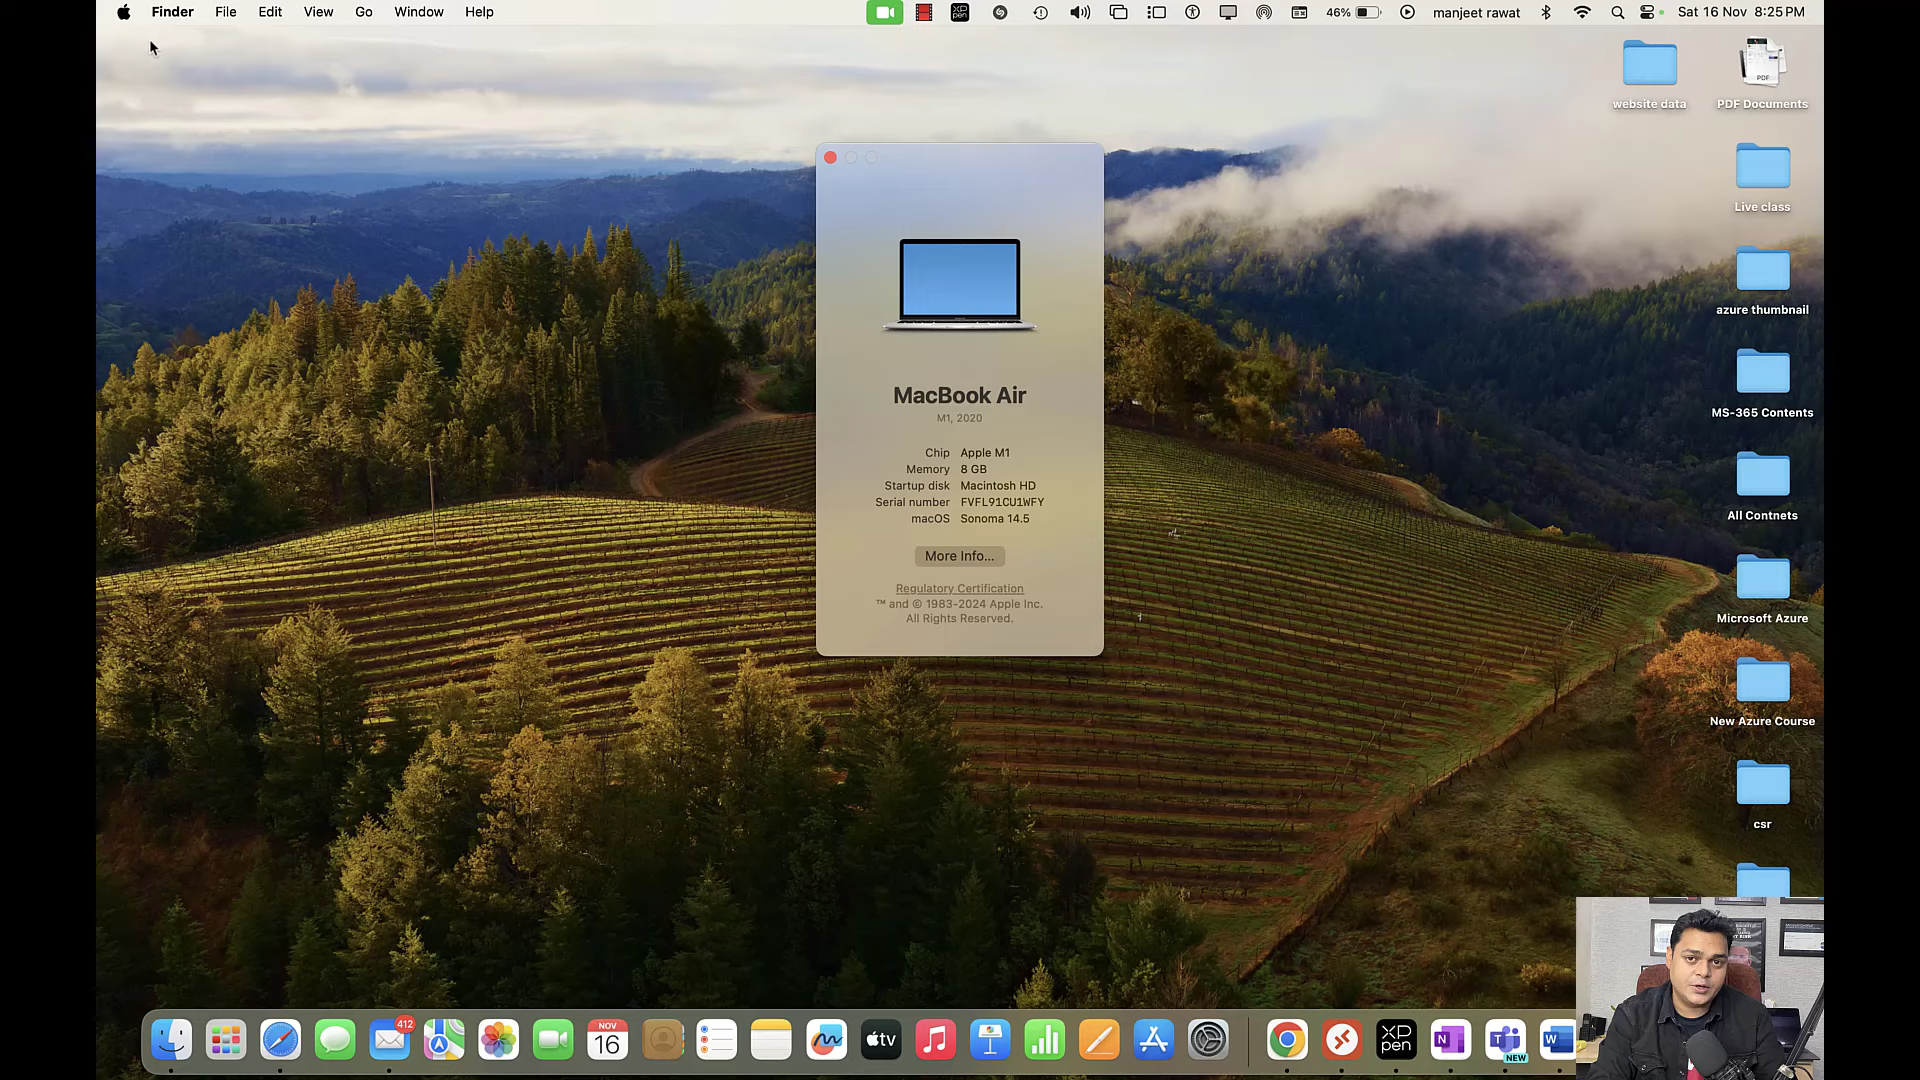 Finder File Edit View Go Window Help
XP PEN
46%
manjeet rawat
Sat 16 Nov 8:25 PM
website data
PDF
PDF Documents
Live class
azure thumbnail
MS-365 Contents
All Contnets
Microsoft Azure
New Azure Course
csr
MacBook Air
M1, 2020
Chip Apple M1
Memory 8 GB
Startup disk Macintosh HD
Serial number FVFL91CU1WFY
macOS Sonoma 14.5
More Info...
Regulatory Certification
™ and © 1983-2024 Apple Inc.
All Rights Reserved.
412
NOV
16
tv
XP
PEN
N
T
NEW
W